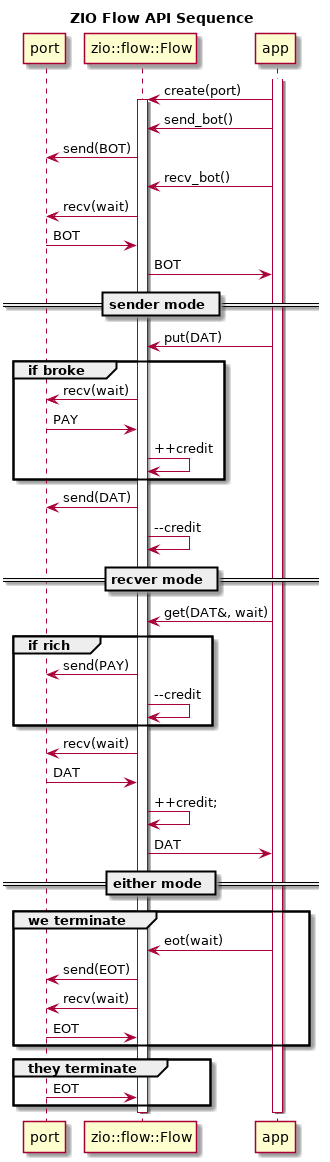 ZIO Flow API Sequence
port zio::flow::Flow app
create(port)
send_bot()
send(BOT)
recv_bot()
recv(wait)
BOT
BOT
sender mode
put(DAT)
if broke
recv(wait)
PAY
++credit
send(DAT)
--credit
recver mode
get(DAT&, wait)
if rich
send(PAY)
--credit
recv(wait)
DAT
++credit;
DAT
either mode
we terminate
eot(wait)
send(EOT)
recv(wait)
EOT
they terminate
EOT
port zio::flow::Flow app